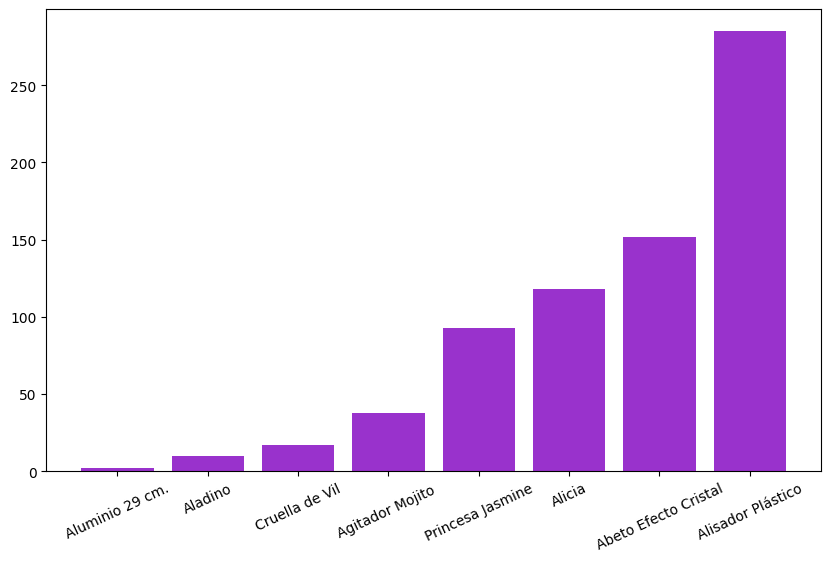 250
200
150
100
50
0
Aluminio 29 cm.
Aladino
Cruella de Vil
Agitador Mojito
Princesa Jasmine
Alicia
Abeto Efecto Cristal
Alisador Plástico